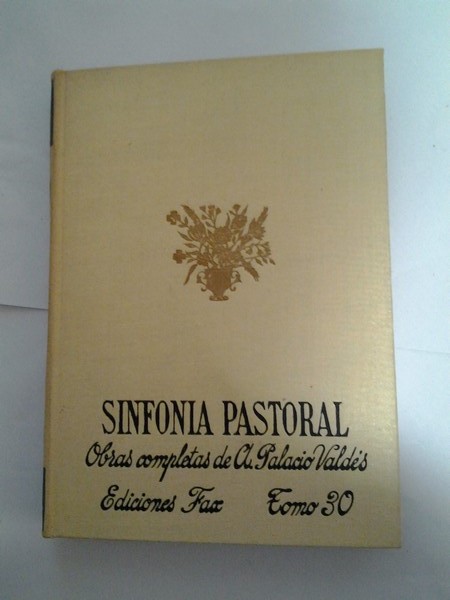 SINFONIA PASTORAL
Obras completas de A. Palacio Valdés
Ediciones Fax Tomo 30